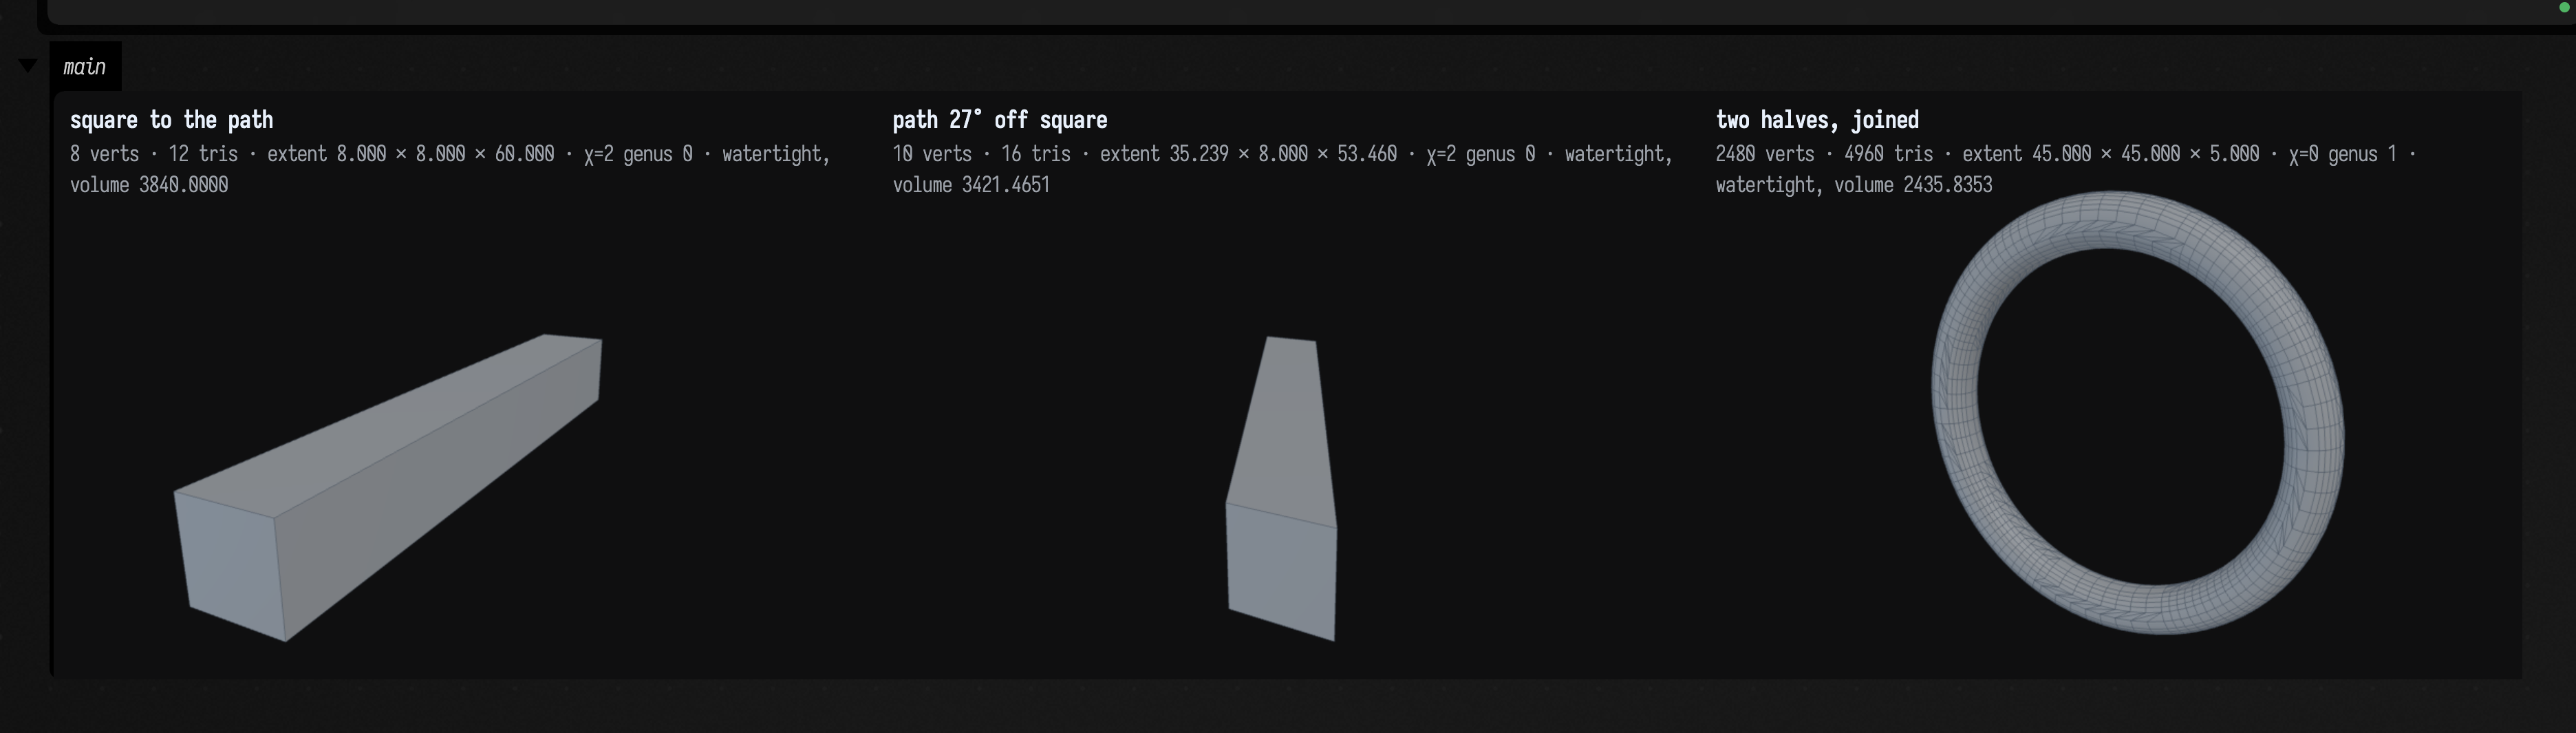 main
square to the path
8 verts · 12 tris · extent 8.000 × 8.000 × 60.000 · χ=2 genus 0 · watertight,
volume 3840.0000
path 27° off square
10 verts · 16 tris · extent 35.239 × 8.000 × 53.460 · χ=2 genus 0 · watertight,
volume 3421.4651
two halves, joined
2480 verts · 4960 tris · extent 45.000 × 45.000 × 5.000 · χ=0 genus 1 ·
watertight, volume 2435.8353